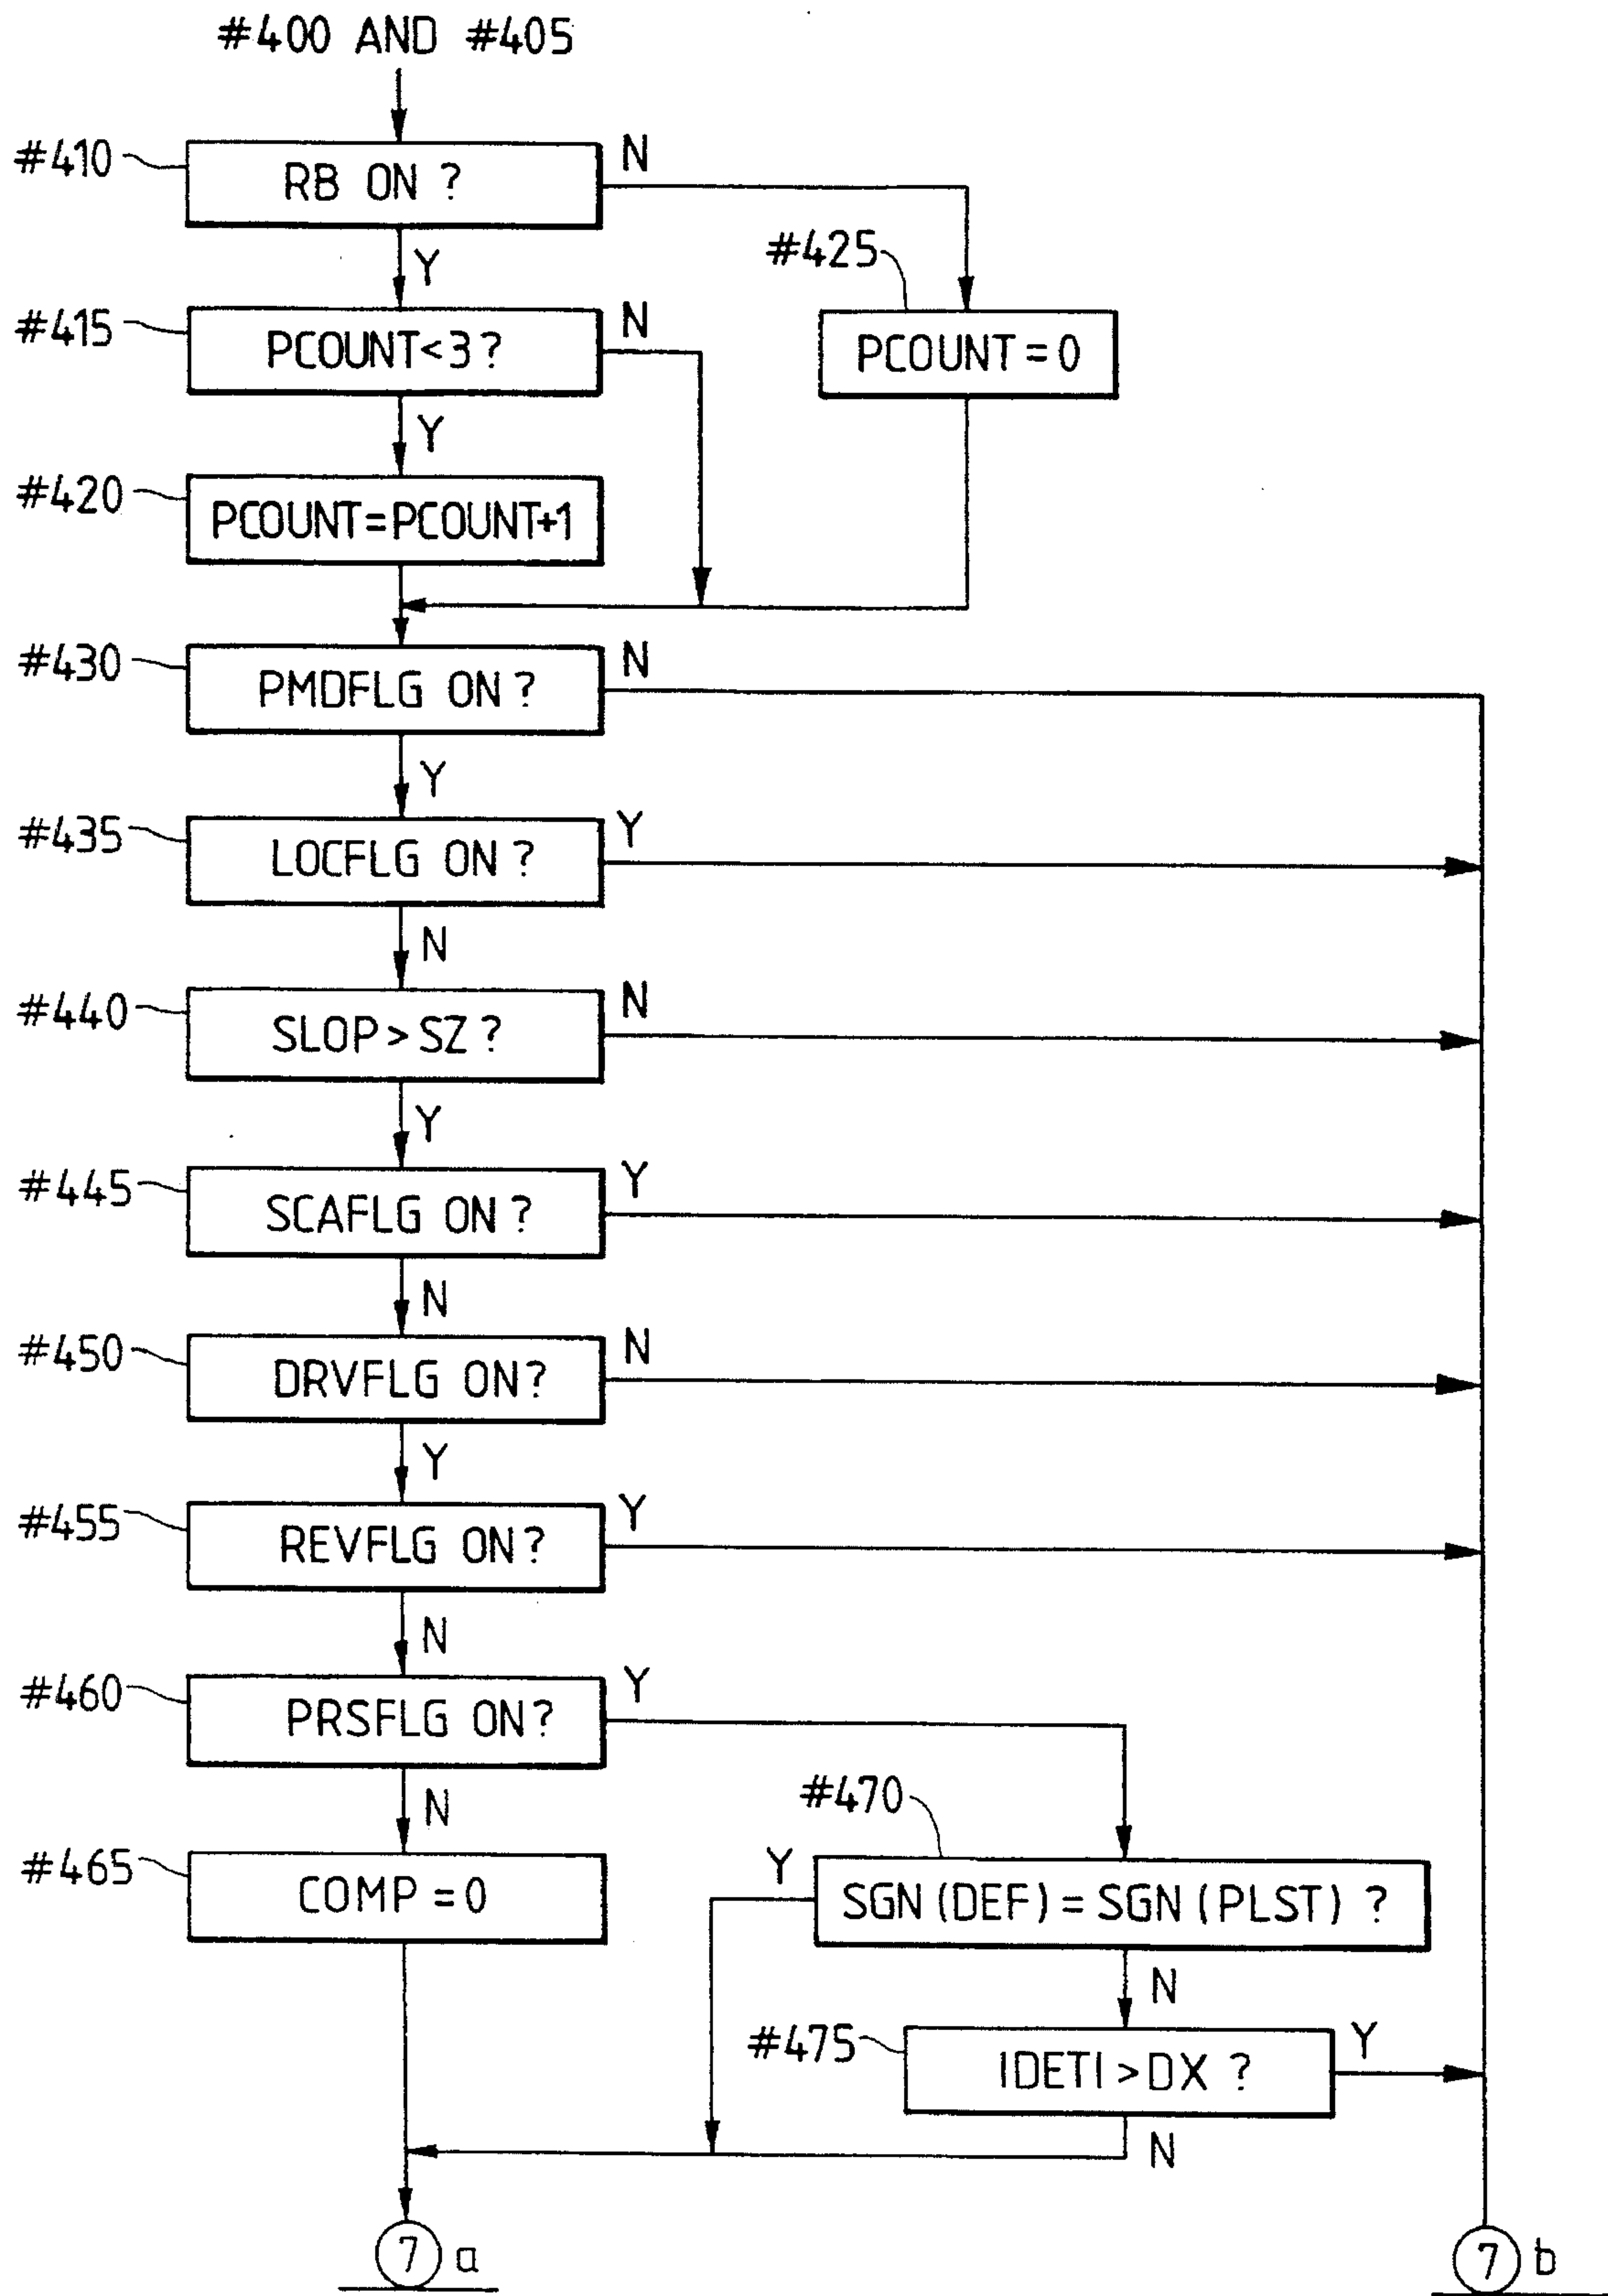 #400 AND #405
#410
RB ON ?
N
Y
#425
PCOUNT = 0
#415
PCOUNT<3?
N
Y
#420
PCOUNT=PCOUNT+1
#430
PMDFLG ON ?
N
Y
#435
LOCFLG ON ?
Y
N
#440
SLOP > SZ ?
N
Y
#445
SCAFLG ON ?
Y
N
#450
DRVFLG ON?
N
Y
#455
REVFLG ON?
Y
N
#460
PRSFLG ON?
Y
N
#465
COMP = 0
#470
Y
SGN (DEF) = SGN (PLST) ?
N
#475
|DETI| > DX ?
Y
N
7 a
7 b